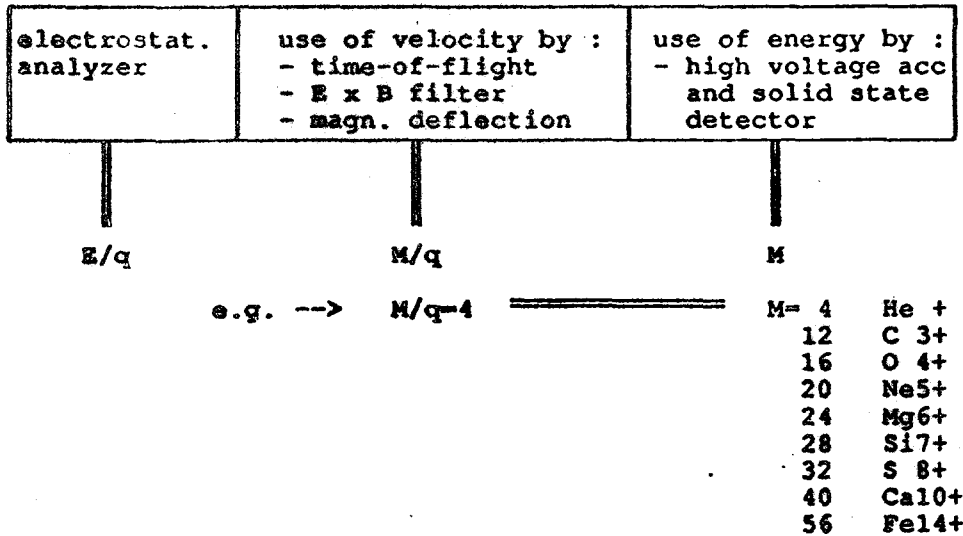 electrostat.
analyzer
use of velocity by :
- time-of-flight
- E x B filter
- magn. deflection
use of energy by :
- high voltage acc
and solid state
detector
E/q M/q M
e.g. --> M/q=4 M= 4 He +
12 C 3+
16 O 4+
20 Ne5+
24 Mg6+
28 Si7+
32 S 8+
40 Ca10+
56 Fe14+